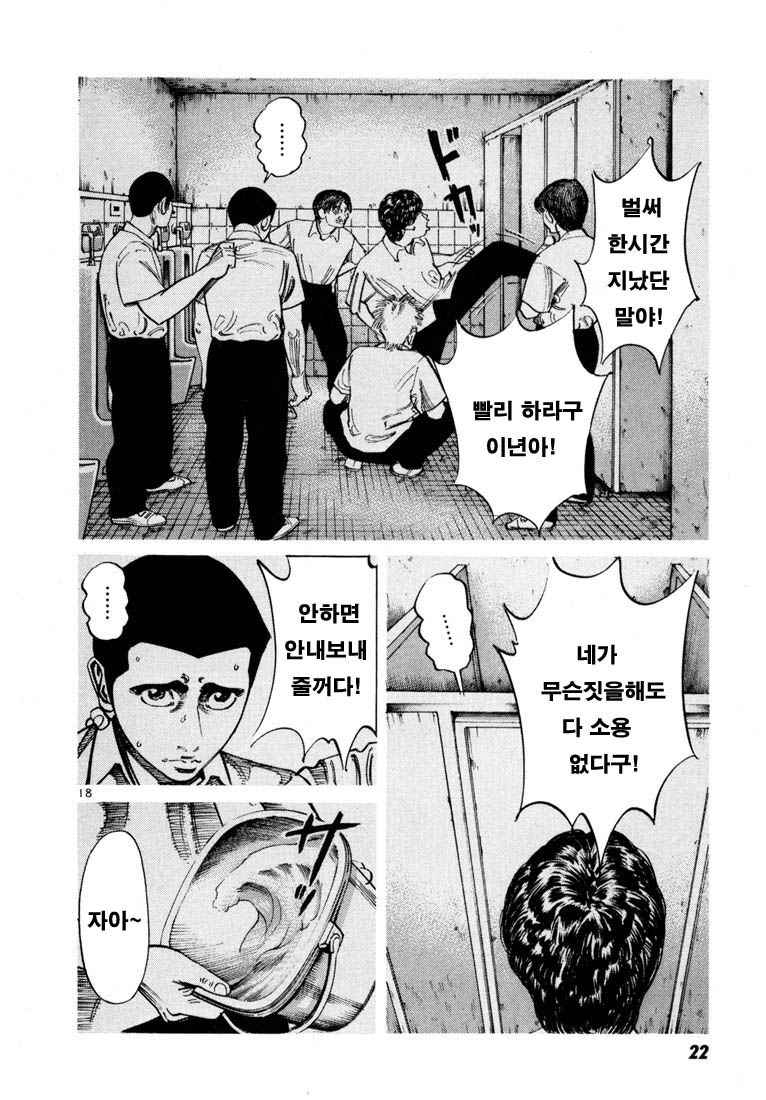 ......
ドカッ
벌써
한시간
지났단
말야!
빨리 하라구
이년아!
......
안하면
안내보내
줄꺼다!
18
......
네가
무슨짓을해도
다 소용
없다구!
자아~
22